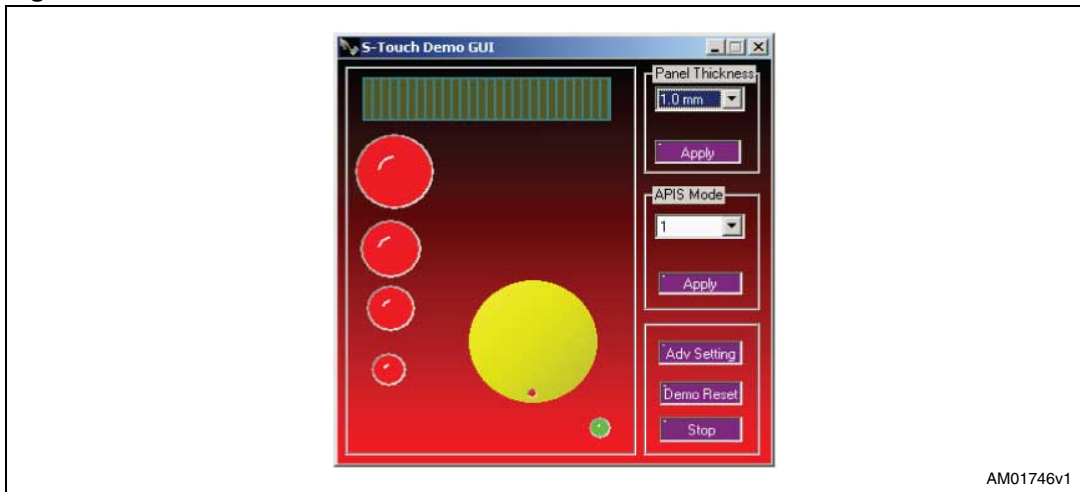 S-Touch Demo GUI
Panel Thickness
1.0 mm
Apply
APIS Mode
1
Apply
Adv Setting
Demo Reset
Stop
AM01746v1